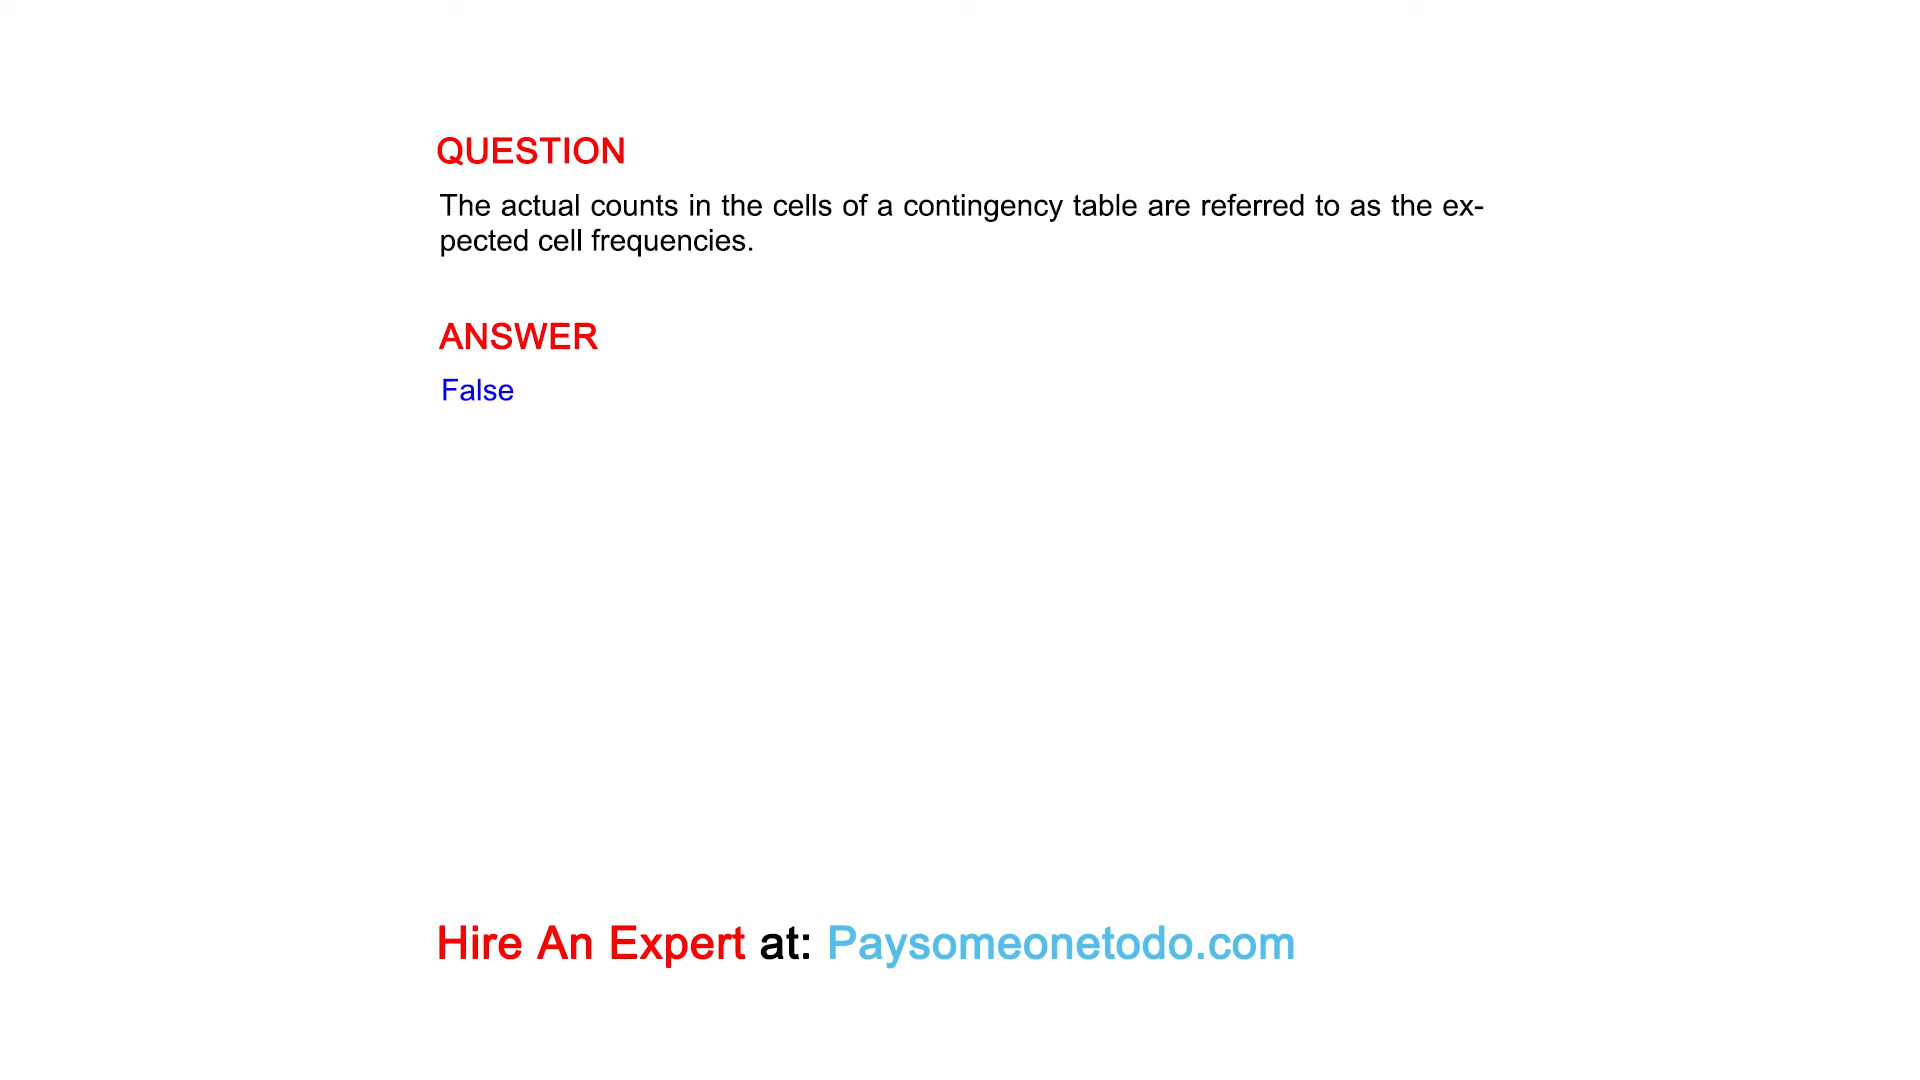 QUESTION
The actual counts in the cells of a contingency table are referred to as the ex-
pected cell frequencies.
ANSWER
False
Hire An Expert at: Paysomeonetodo.com